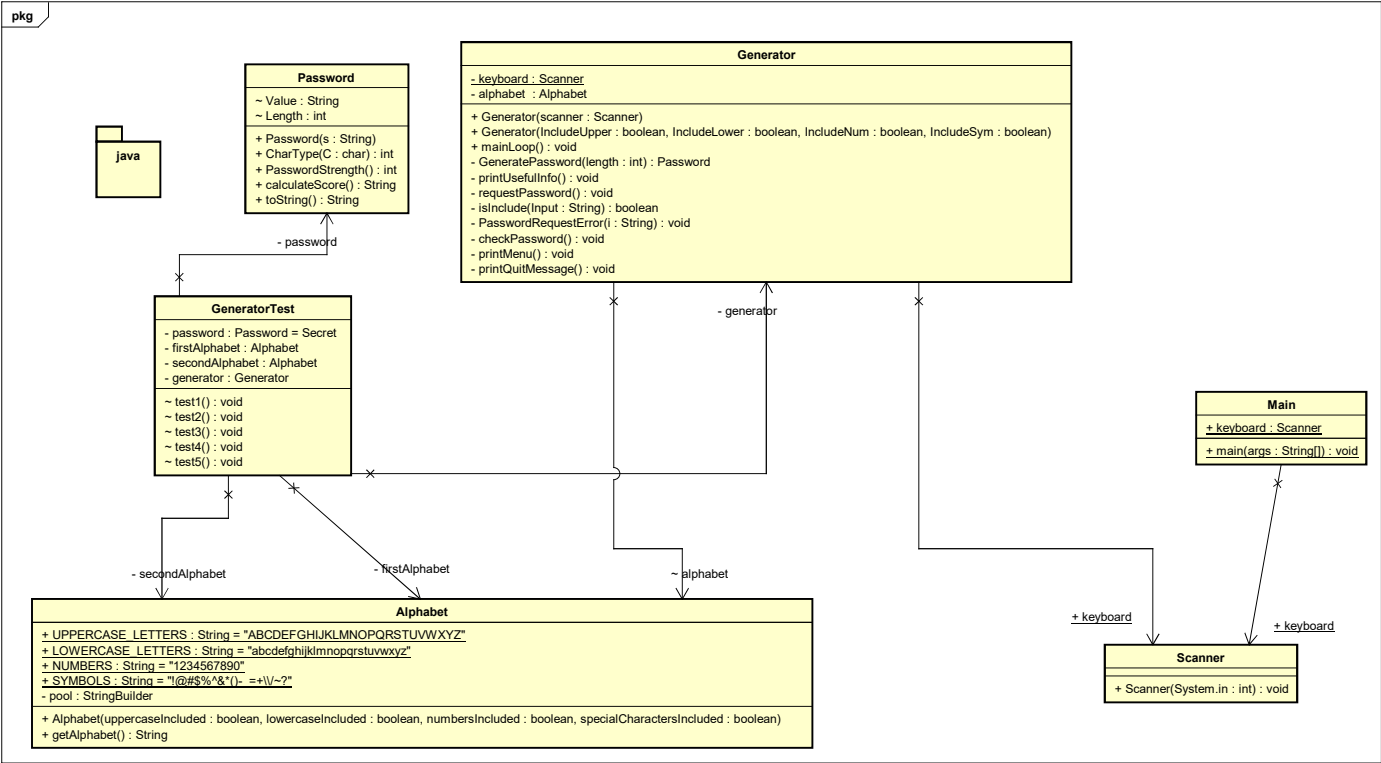 pkg
java
Password
~ Value : String
~ Length : int
+ Password(s : String)
+ CharType(C : char) : int
+ PasswordStrength() : int
+ calculateScore() : String
+ toString() : String
Generator
- keyboard : Scanner
- alphabet : Alphabet
+ Generator(scanner : Scanner)
+ Generator(IncludeUpper : boolean, IncludeLower : boolean, IncludeNum : boolean, IncludeSym : boolean)
+ mainLoop() : void
- GeneratePassword(length : int) : Password
- printUsefulInfo() : void
- requestPassword() : void
- isInclude(Input : String) : boolean
- PasswordRequestError(i : String) : void
- checkPassword() : void
- printMenu() : void
- printQuitMessage() : void
- password
- generator
GeneratorTest
- password : Password = Secret
- firstAlphabet : Alphabet
- secondAlphabet : Alphabet
- generator : Generator
~ test1() : void
~ test2() : void
~ test3() : void
~ test4() : void
~ test5() : void
Main
+ keyboard : Scanner
+ main(args : String[]) : void
- secondAlphabet
- firstAlphabet
~ alphabet
+ keyboard
+ keyboard
Alphabet
+ UPPERCASE_LETTERS : String = "ABCDEFGHIJKLMNOPQRSTUVWXYZ"
+ LOWERCASE_LETTERS : String = "abcdefghijklmnopqrstuvwxyz"
+ NUMBERS : String = "1234567890"
+ SYMBOLS : String = "!@#$%^&*()-_=+\\/~?"
- pool : StringBuilder
+ Alphabet(uppercaseIncluded : boolean, lowercaseIncluded : boolean, numbersIncluded : boolean, specialCharactersIncluded : boolean)
+ getAlphabet() : String
Scanner
+ Scanner(System.in : int) : void